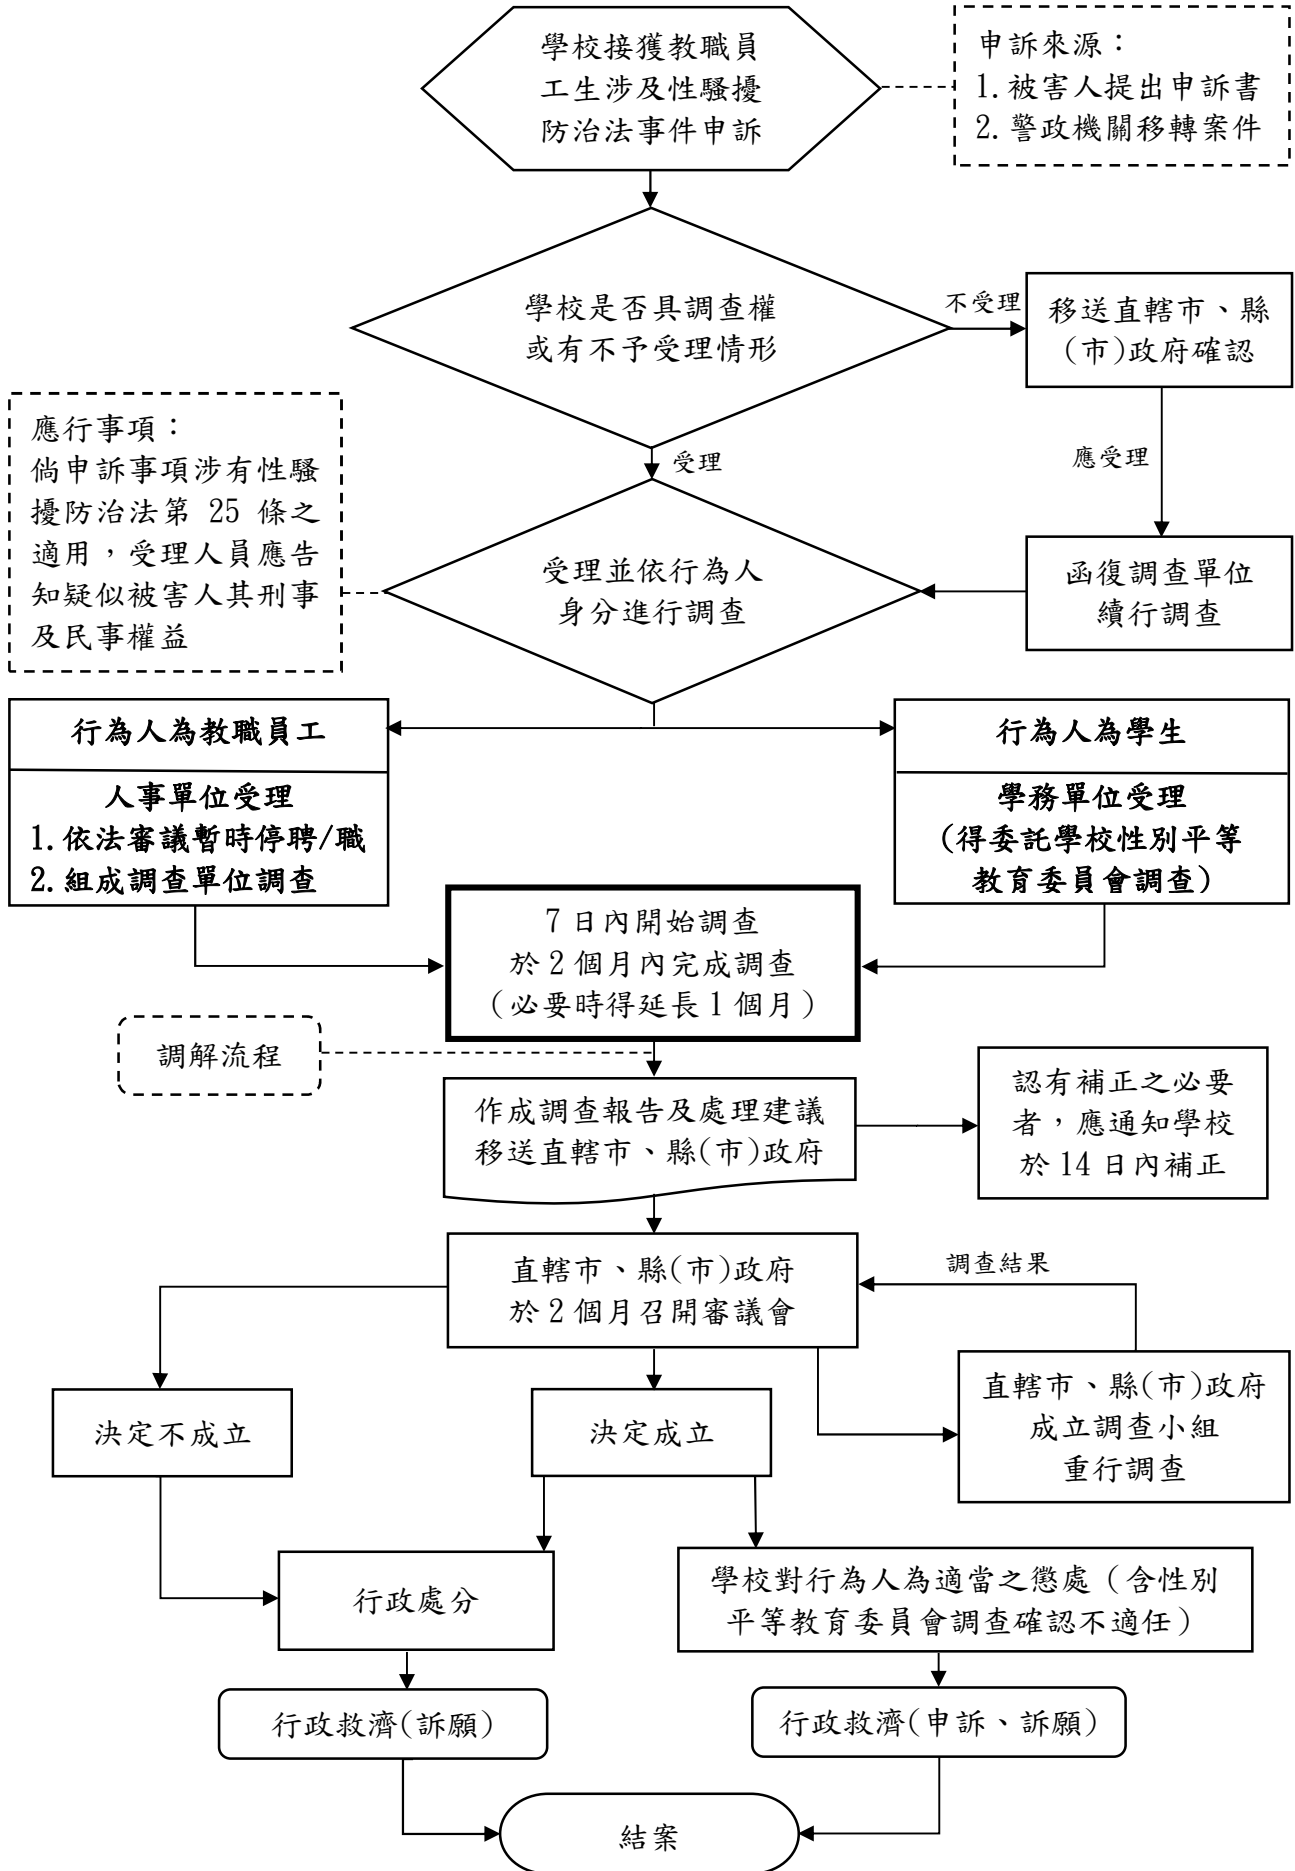 學校接獲教職員
工生涉及性騷擾
防治法事件申訴
申訴來源：
1.被害人提出申訴書
2.警政機關移轉案件
學校是否具調查權
或有不予受理情形
不受理
移送直轄市、縣
(市)政府確認
應行事項：
倘申訴事項涉有性騷
擾防治法第 25 條之
適用，受理人員應告
知疑似被害人其刑事
及民事權益
受理
應受理
受理並依行為人
身分進行調查
函復調查單位
續行調查
行為人為教職員工
人事單位受理
1.依法審議暫時停聘/職
2.組成調查單位調查
行為人為學生
學務單位受理
(得委託學校性別平等
教育委員會調查)
7 日內開始調查
於 2 個月內完成調查
（必要時得延長 1 個月）
調解流程
作成調查報告及處理建議
移送直轄市、縣(市)政府
認有補正之必要
者，應通知學校
於 14 日內補正
直轄市、縣(市)政府
於 2 個月召開審議會
調查結果
決定不成立
決定成立
直轄市、縣(市)政府
成立調查小組
重行調查
行政處分
學校對行為人為適當之懲處（含性別
平等教育委員會調查確認不適任）
行政救濟(訴願)
行政救濟(申訴、訴願)
結案